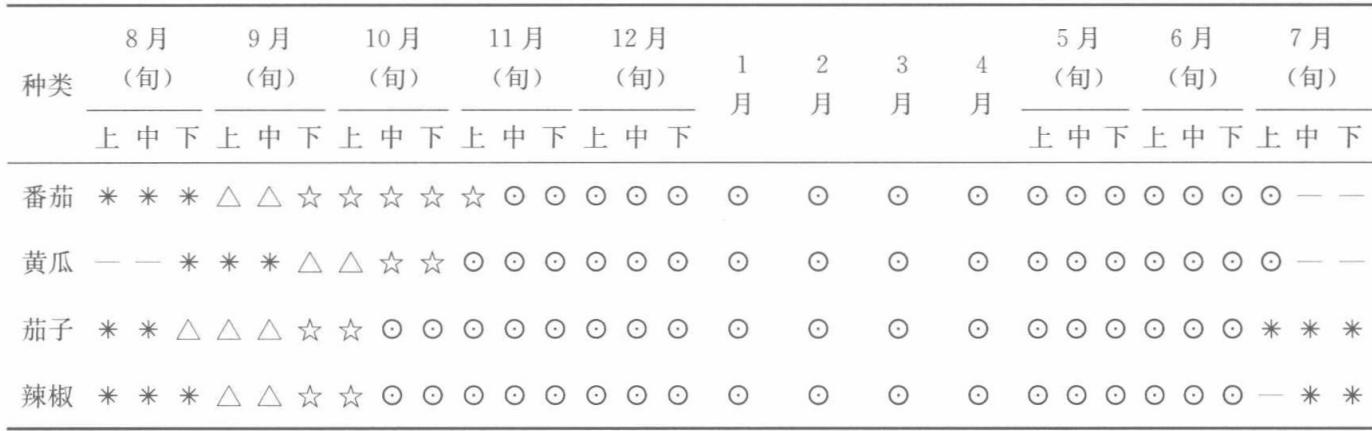 8月 9月 10月 11月 12月 5月 6月 7月
种类 (旬) (旬) (旬) (旬) (旬) 1月 2月 3月 4月 (旬) (旬) (旬)
上 中 下 上 中 下 上 中 下 上 中 下 上 中 下 上 中 下 上 中 下 上 中 下
番茄 * * * △ △ ☆ ☆ ☆ ☆ ☆ ⊙ ⊙ ⊙ ⊙ ⊙ ⊙ ⊙ ⊙ ⊙ ⊙ ⊙ ⊙ ⊙ ⊙ ⊙ ⊙ — —
黄瓜 — — * * * △ △ ☆ ☆ ⊙ ⊙ ⊙ ⊙ ⊙ ⊙ ⊙ ⊙ ⊙ ⊙ ⊙ ⊙ ⊙ ⊙ ⊙ ⊙ ⊙ — —
茄子 * * △ △ △ ☆ ☆ ⊙ ⊙ ⊙ ⊙ ⊙ ⊙ ⊙ ⊙ ⊙ ⊙ ⊙ ⊙ ⊙ ⊙ ⊙ ⊙ ⊙ ⊙ * * *
辣椒 * * * △ △ ☆ ☆ ⊙ ⊙ ⊙ ⊙ ⊙ ⊙ ⊙ ⊙ ⊙ ⊙ ⊙ ⊙ ⊙ ⊙ ⊙ ⊙ ⊙ ⊙ — * *